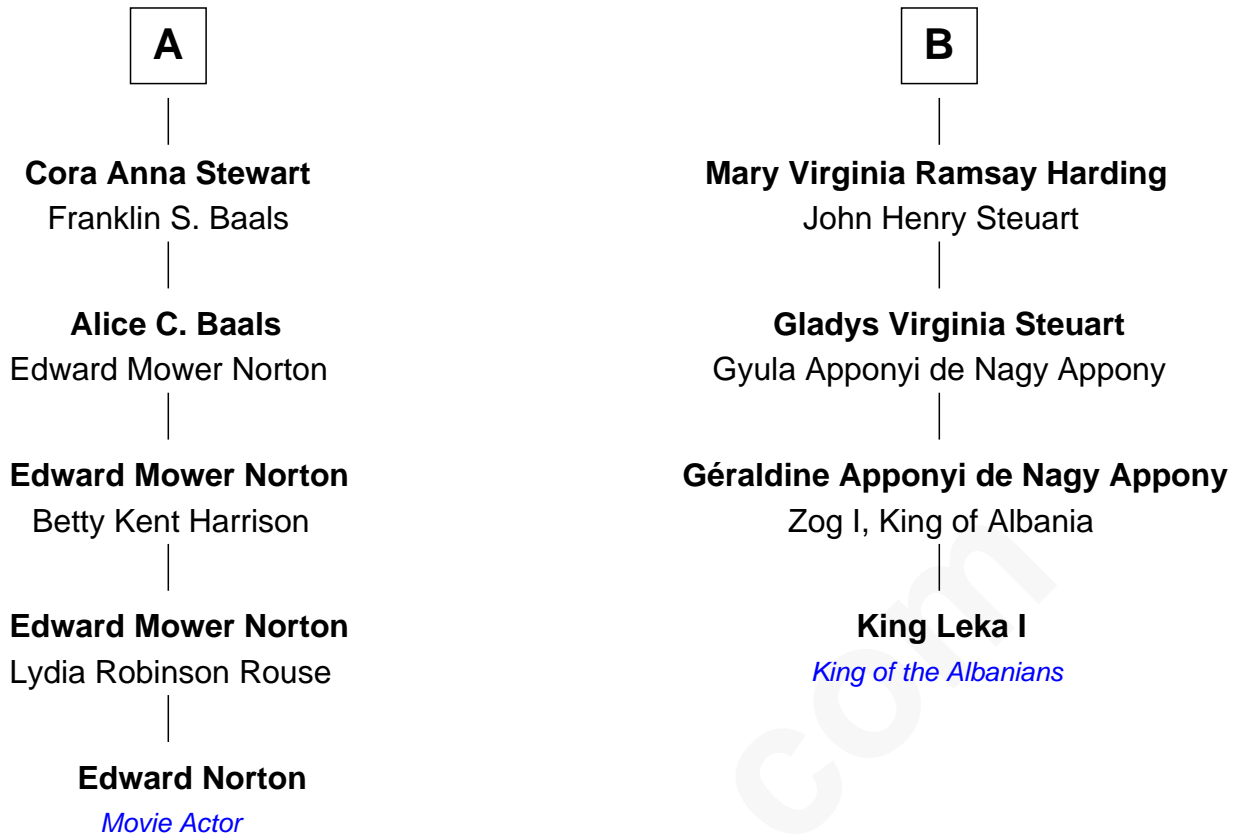 A
Cora Anna Stewart
Franklin S. Baals
Alice C. Baals
Edward Mower Norton
Edward Mower Norton
Betty Kent Harrison
Edward Mower Norton
Lydia Robinson Rouse
Edward Norton
Movie Actor
B
Mary Virginia Ramsay Harding
John Henry Steuart
Gladys Virginia Steuart
Gyula Apponyi de Nagy Appony
Géraldine Apponyi de Nagy Appony
Zog I, King of Albania
King Leka I
King of the Albanians
com